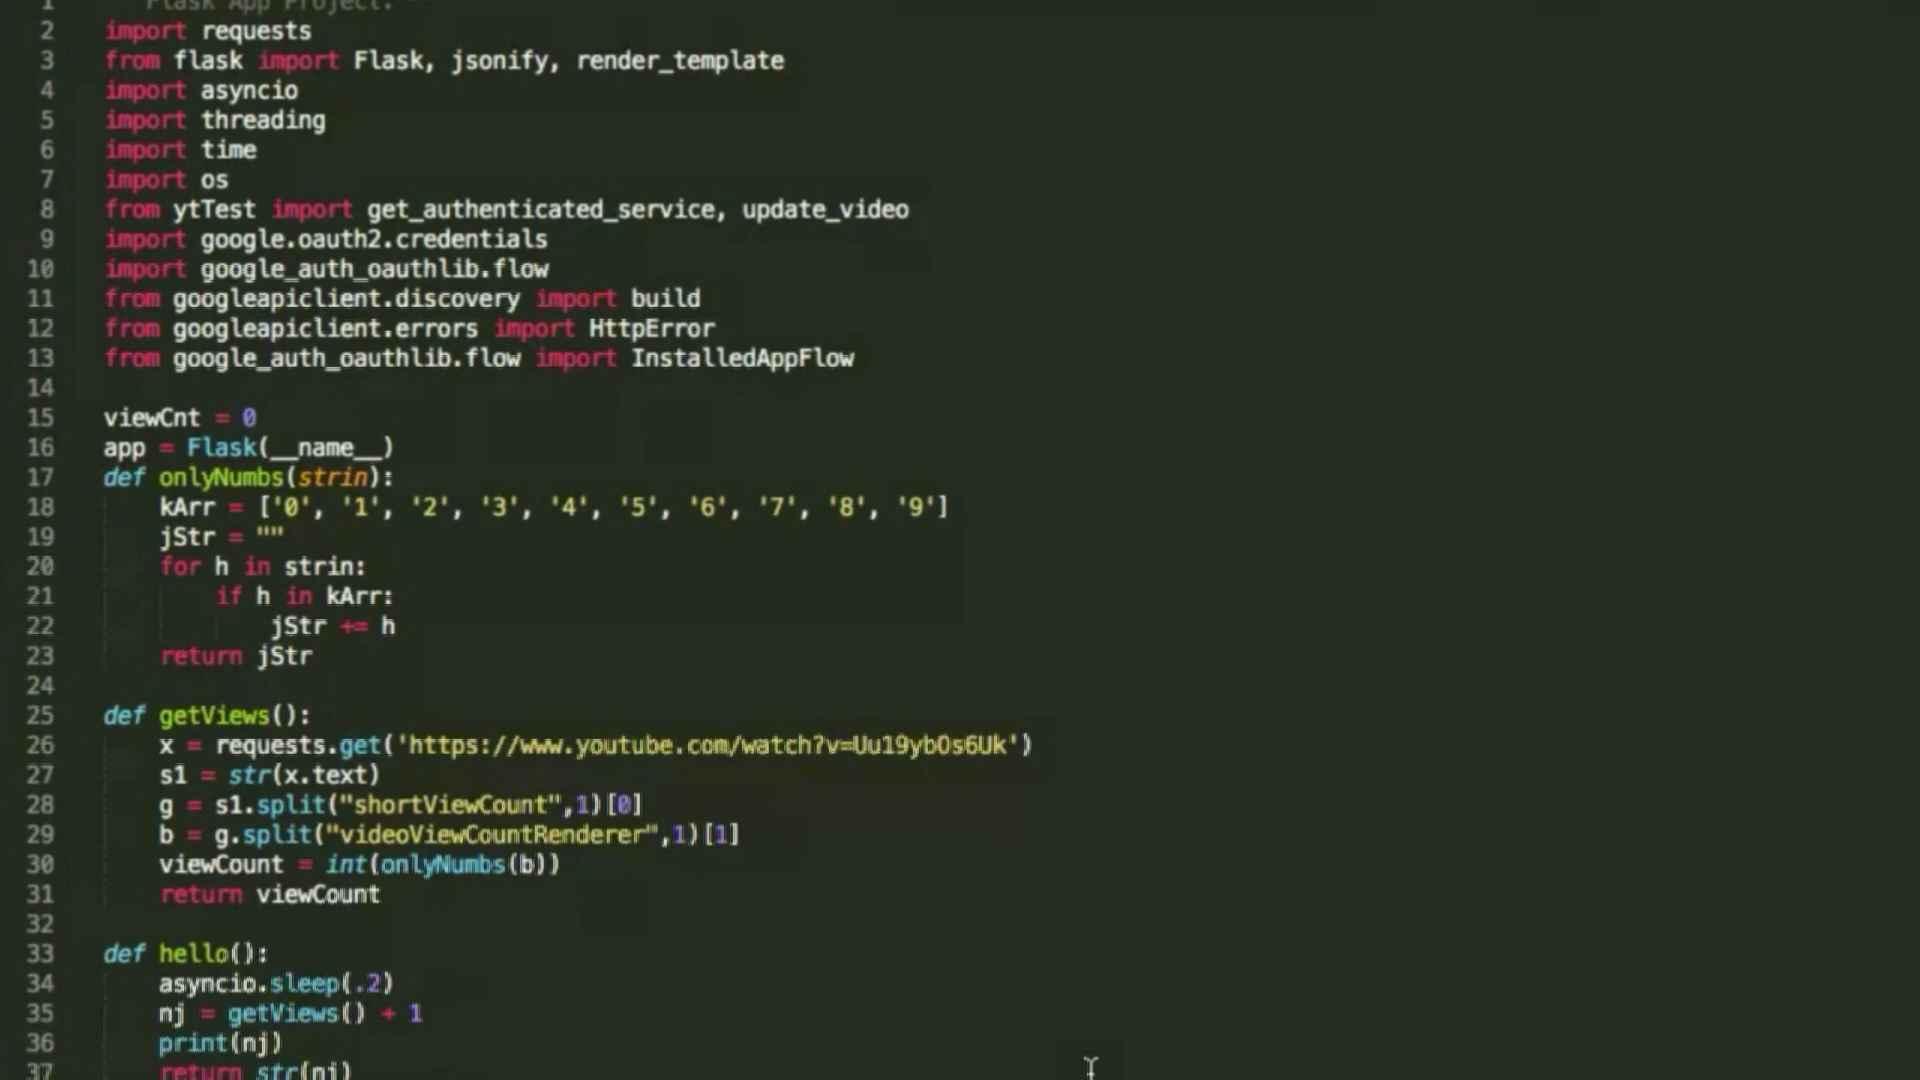 1 Flask App Project.
2 import requests
3 from flask import Flask, jsonify, render_template
4 import asyncio
5 import threading
6 import time
7 import os
8 from ytTest import get_authenticated_service, update_video
9 import google.oauth2.credentials
10 import google_auth_oauthlib.flow
11 from googleapiclient.discovery import build
12 from googleapiclient.errors import HttpError
13 from google_auth_oauthlib.flow import InstalledAppFlow
14
15 viewCnt = 0
16 app = Flask(__name__)
17 def onlyNumbs(strin):
18 kArr = ['0', '1', '2', '3', '4', '5', '6', '7', '8', '9']
19 jStr = ""
20 for h in strin:
21 if h in kArr:
22 jStr += h
23 return jStr
24
25 def getViews():
26 x = requests.get('https://www.youtube.com/watch?v=Uu19ybOs6Uk')
27 s1 = str(x.text)
28 g = s1.split("shortViewCount",1)[0]
29 b = g.split("videoViewCountRenderer",1)[1]
30 viewCount = int(onlyNumbs(b))
31 return viewCount
32
33 def hello():
34 asyncio.sleep(.2)
35 nj = getViews() + 1
36 print(nj)
37 return str(nj)